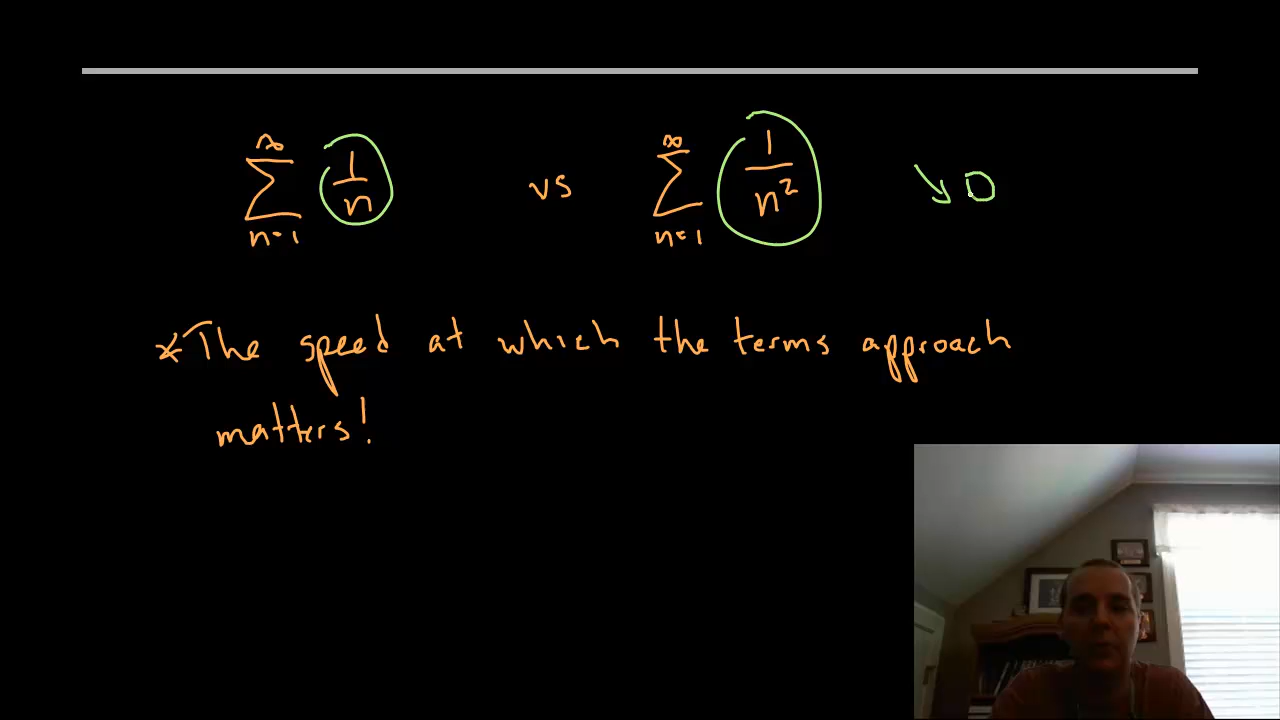 ∞ ∑ n=1 1/n vs ∞ ∑ n=1 1/n² ↘ 0
*The speed at which the terms approach
matters!